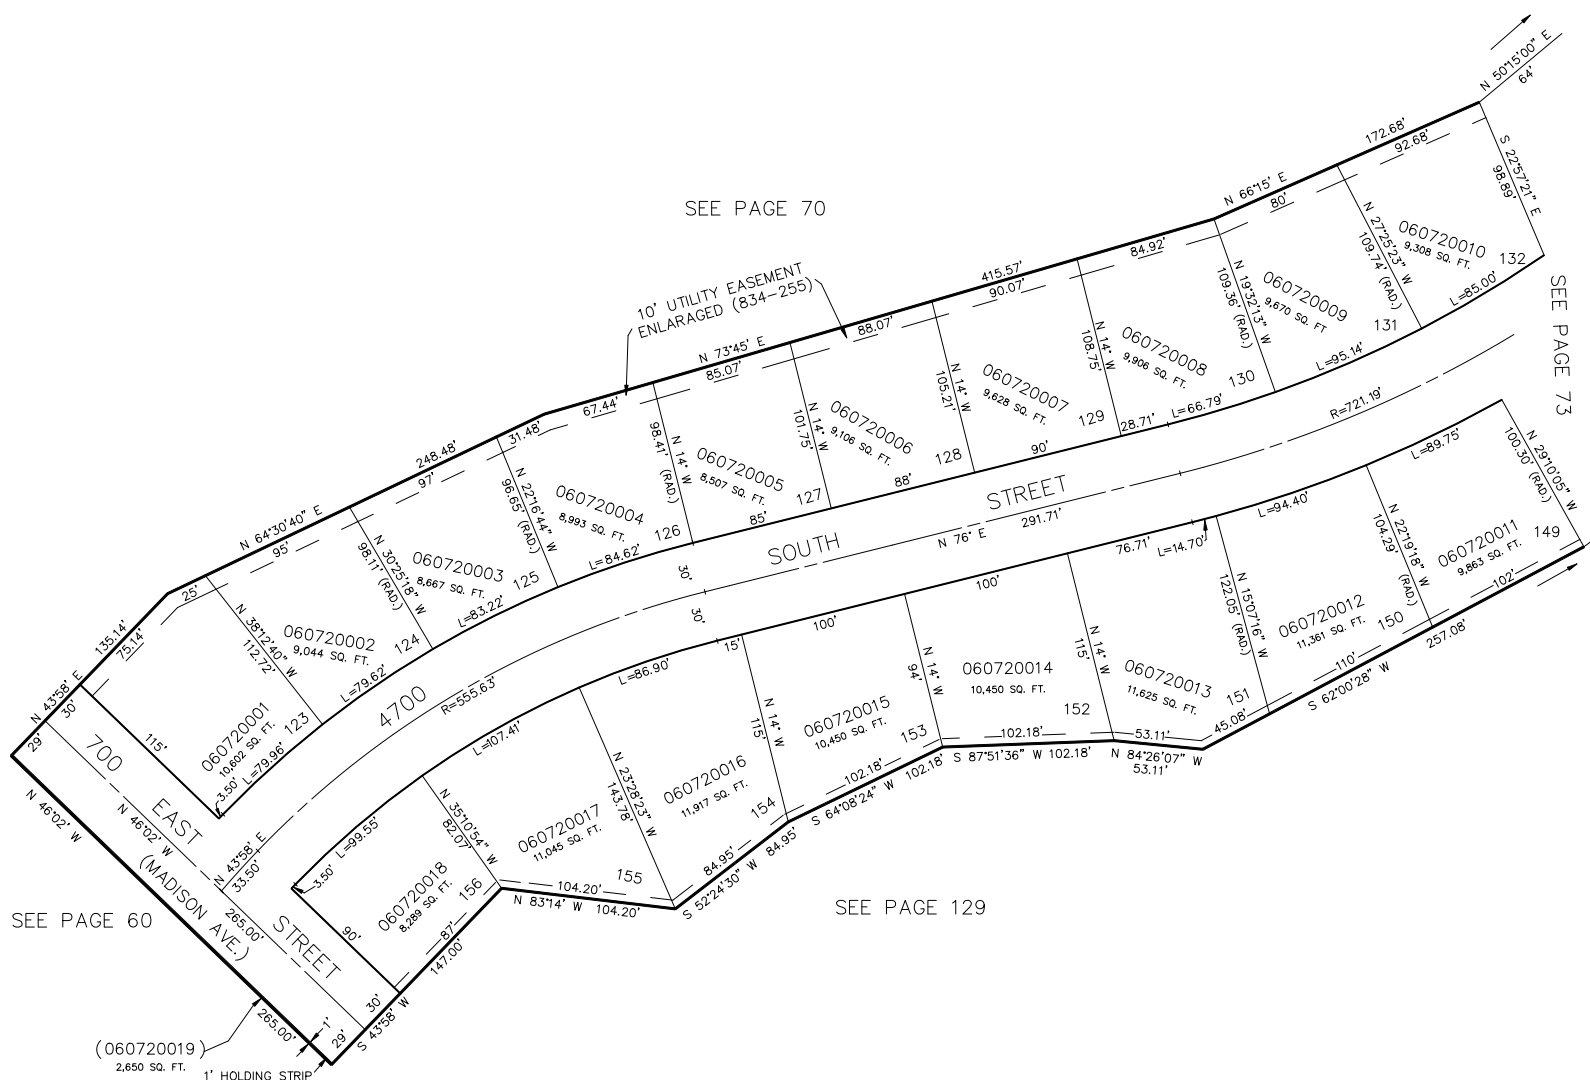 N 50°15'00" E
64'
172.68'
92.68'
S 22°57'21" E
98.89'
N 66°15' E
80'
SEE PAGE 70
N 27°25'23" W
109.74' (RAD.)
060720010
9,308 SQ. FT.
132
L=85.00'
SEE PAGE 73
84.92'
415.57'
90.07'
N 19°32'13" W
109.36' (RAD.)
060720009
9,670 SQ. FT
131
L=95.14'
10' UTILITY EASEMENT
ENLARAGED (834-255)
88.07'
N 73°45' E
85.07'
67.44'
N 14° W
108.75'
060720008
9,906 SQ. FT.
130
L=66.79'
28.71'
N 14° W
105.21'
060720007
9,628 SQ. FT.
129
90'
N 14° W
101.75'
060720006
9,106 SQ. FT.
128
88'
N 14° W
98.41' (RAD.)
060720005
8,507 SQ. FT.
127
85'
31.48'
248.48'
97'
N 64°30'40" E
95'
25'
N 22°16'44" W
96.65' (RAD.)
060720004
8,993 SQ. FT.
126
L=84.62'
N 30°25'18" W
98.11' (RAD.)
060720003
8,667 SQ. FT.
125
L=83.22'
N 38°12'40" W
112.72'
060720002
9,044 SQ. FT.
124
L=79.62'
135.14'
75.14'
N 43°58' E
30'
29'
115'
060720001
10,602 SQ. FT.
123
L=79.96'
3.50'
4700
SOUTH
STREET
R=555.63'
N 76° E
291.71'
R=721.19'
30'
30'
15'
100'
100'
76.71'
L=14.70'
L=94.40'
L=89.75'
N 29°10'05" W
100.30' (RAD.)
060720011
9,863 SQ. FT.
149
102'
N 22°19'18" W
104.29' (RAD.)
060720012
11,361 SQ. FT.
150
110'
257.08'
S 62°00'28" W
N 15°07'16" W
122.05' (RAD.)
060720013
11,625 SQ. FT.
151
45.08'
53.11'
N 84°26'07" W
53.11'
N 14° W
115'
060720014
10,450 SQ. FT.
152
102.18'
S 87°51'36" W 102.18'
N 14° W
94'
060720015
10,450 SQ. FT.
153
102.18'
S 64°08'24" W 102.18'
N 14° W
115'
L=86.90'
060720016
11,917 SQ. FT.
154
84.95'
S 52°24'30" W 84.95'
N 23°28'23" W
143.78'
L=107.41'
060720017
11,045 SQ. FT.
155
104.20'
N 83°14' W 104.20'
N 35°10'54" W
82.07'
L=99.55'
3.50'
060720018
8,289 SQ. FT.
156
90'
87'
147.00'
S 43°58' W
30'
29'
700
EAST
STREET
(MADISON AVE.)
N 46°02' W
265.00'
N 43°58' E
33.50'
N 46°02' W
265.00'
1'
SEE PAGE 60
SEE PAGE 129
(060720019)
2,650 SQ. FT.
1' HOLDING STRIP